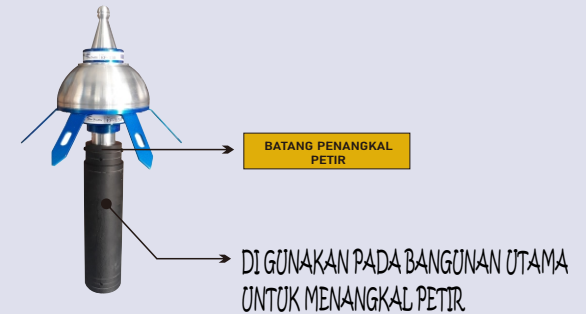 BATANG PENANGKAL
PETIR
DI GUNAKAN PADA BANGUNAN UTAMA
UNTUK MENANGKAL PETIR